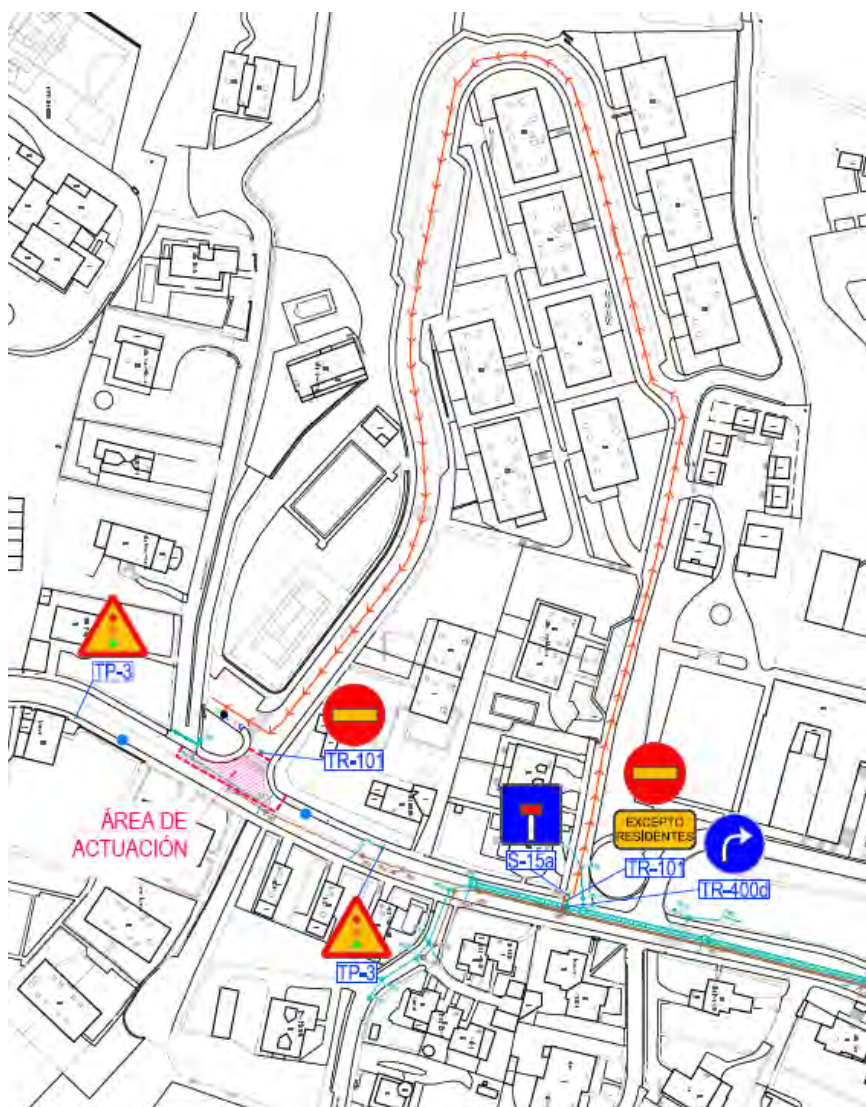 TP-3
TR-101
ÁREA DE
ACTUACIÓN
EXCEPTO
RESIDENTES
S-15a
TR-101
TR-400d
TP-3